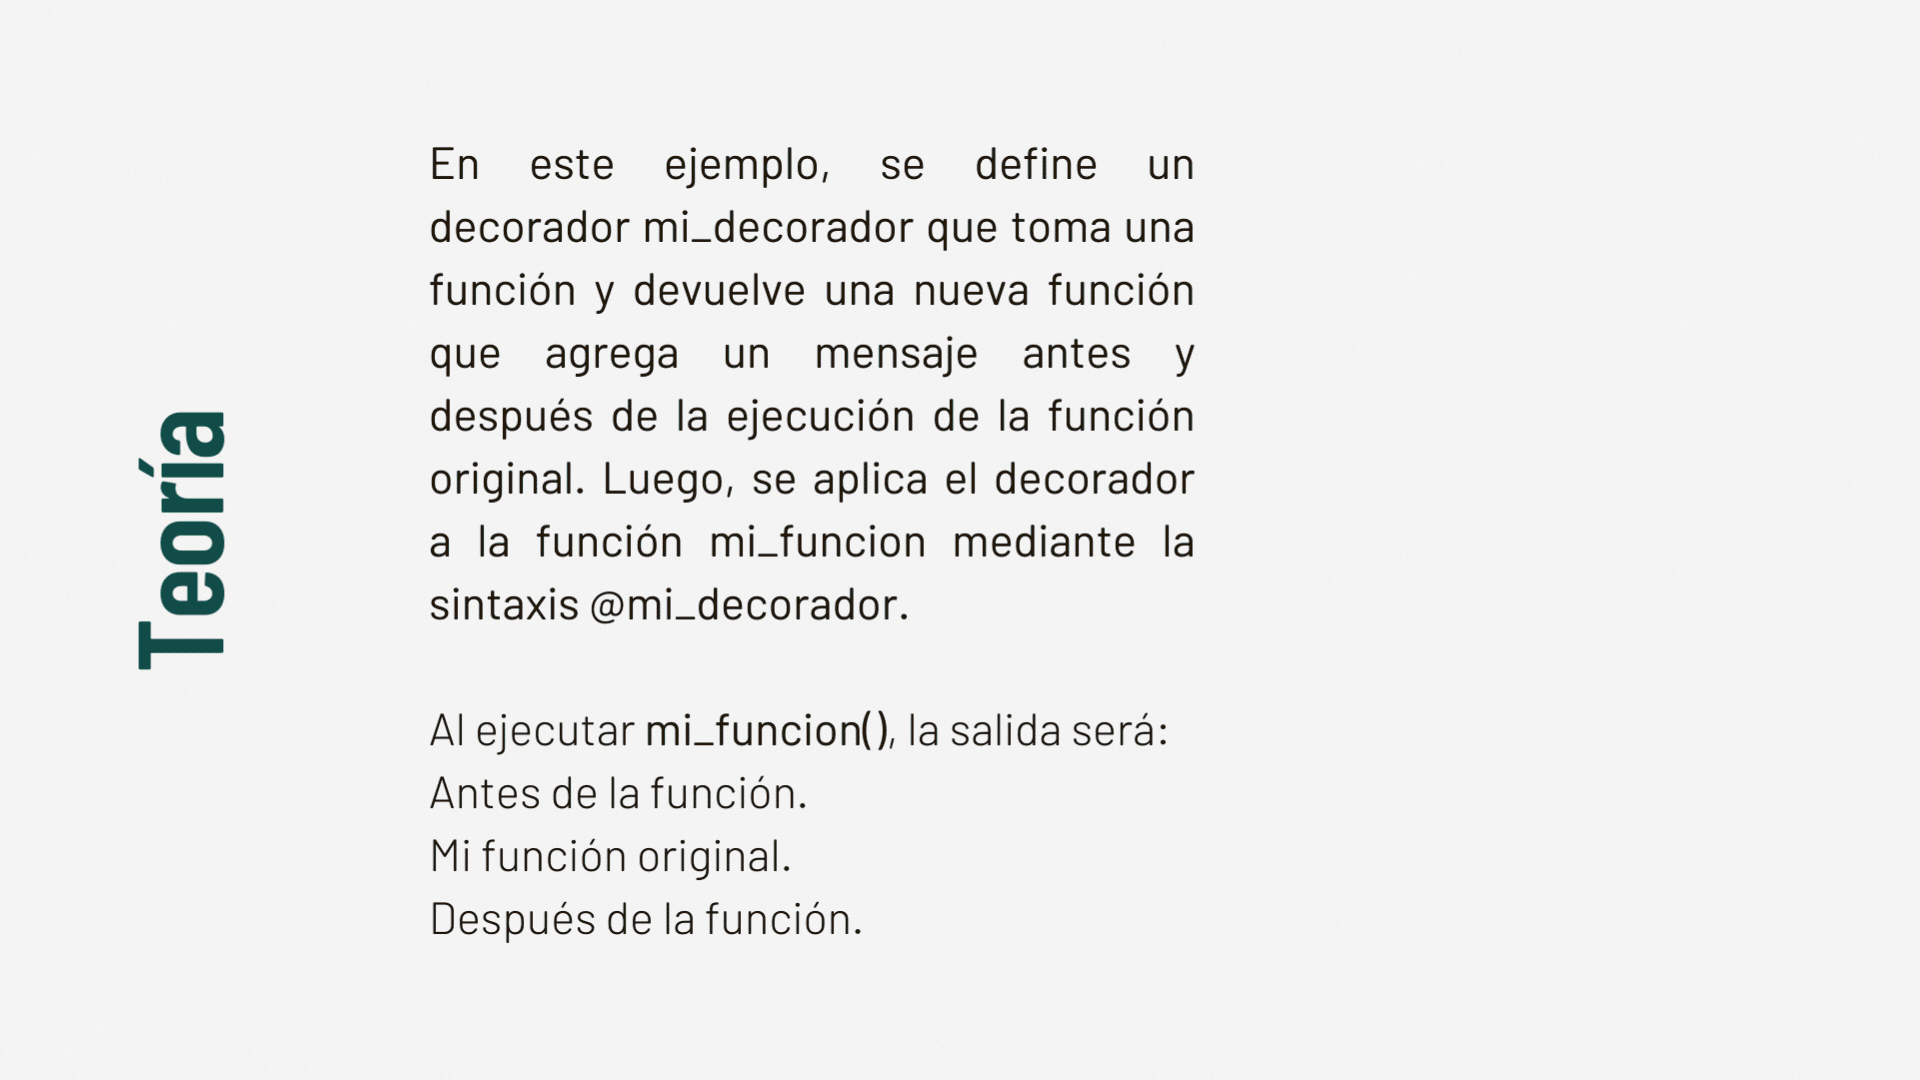 Teoría
En este ejemplo, se define un
decorador mi_decorador que toma una
función y devuelve una nueva función
que agrega un mensaje antes y
después de la ejecución de la función
original. Luego, se aplica el decorador
a la función mi_funcion mediante la
sintaxis @mi_decorador.
Al ejecutar mi_funcion(), la salida será:
Antes de la función.
Mi función original.
Después de la función.